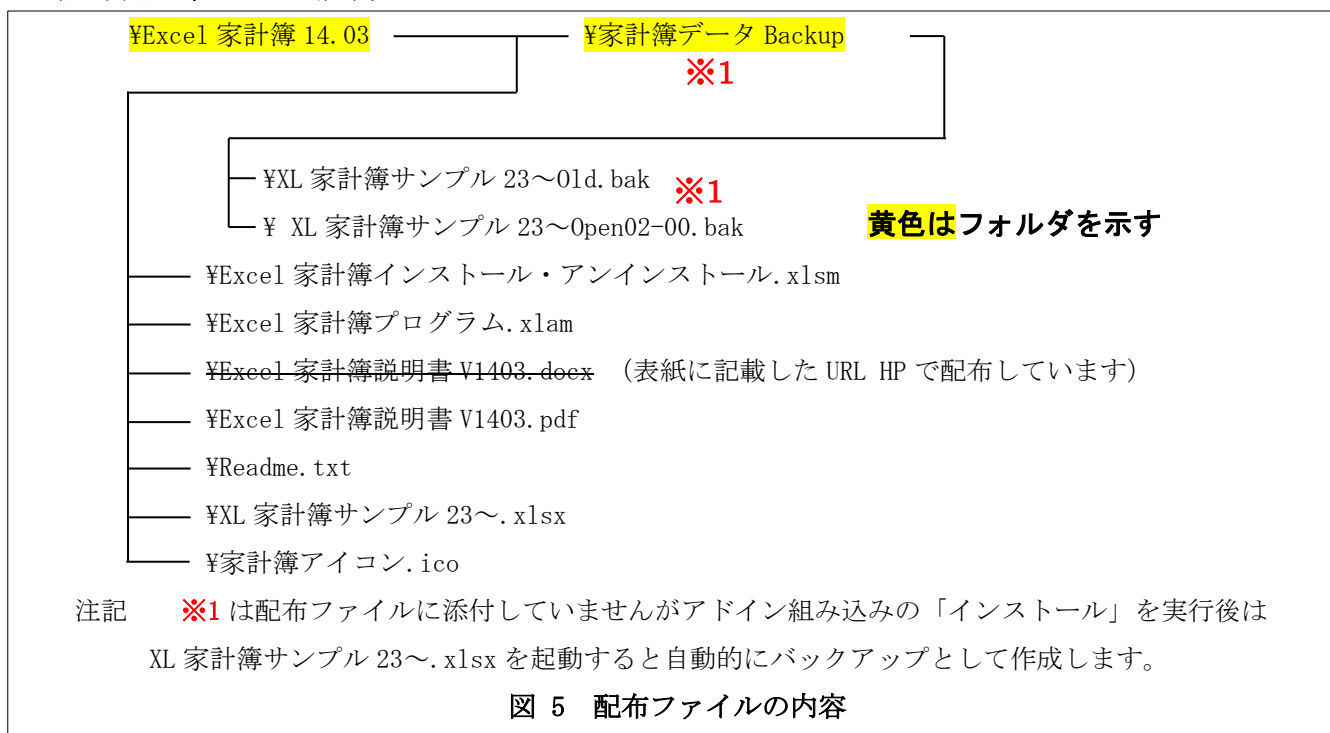 ¥Excel 家計簿 14.03 ¥家計簿データ Backup
※1
¥XL 家計簿サンプル 23～Old.bak ※1
¥ XL 家計簿サンプル 23～Open02-00.bak 黄色はフォルダを示す
¥Excel 家計簿インストール・アンインストール.xlsm
¥Excel 家計簿プログラム.xlam
¥Excel 家計簿説明書 V1403.docx (表紙に記載した URL HP で配布しています)
¥Excel 家計簿説明書 V1403.pdf
¥Readme.txt
¥XL 家計簿サンプル 23～.xlsx
¥家計簿アイコン.ico
注記 ※1 は配布ファイルに添付していませんがアドイン組み込みの「インストール」を実行後は
XL 家計簿サンプル 23～.xlsx を起動すると自動的にバックアップとして作成します。
図 5 配布ファイルの内容